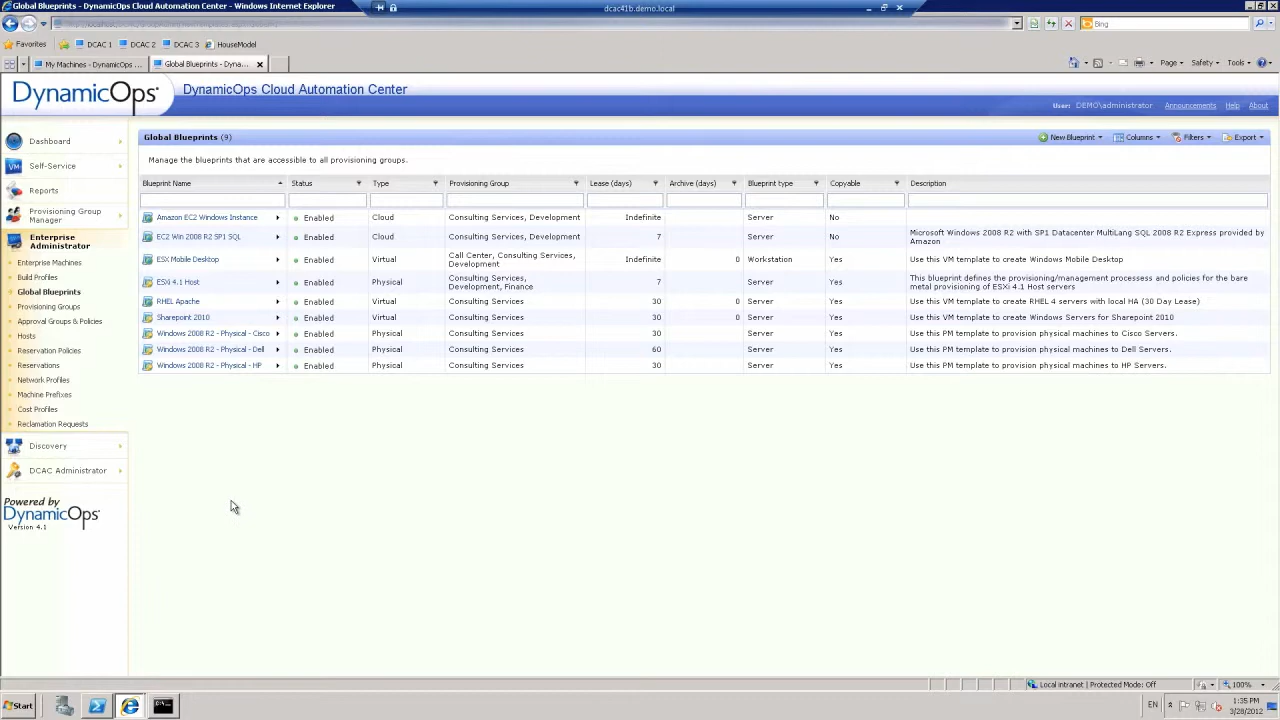 Global Blueprints - DynamicOps Cloud Automation Center - Windows Internet Explorer
dcac41b.demo.local
Bing
Favorites DCAC 1 DCAC 2 DCAC 3 HouseModel
My Machines - DynamicOps ... Global Blueprints - Dyna... Page Safety Tools
DynamicOps DynamicOps Cloud Automation Center
User: DEMO\administrator Announcements Help About
Dashboard
Self-Service
Reports
Provisioning Group
Manager
Enterprise
Administrator
Enterprise Machines
Build Profiles
Global Blueprints
Provisioning Groups
Approval Groups & Policies
Hosts
Reservation Policies
Reservations
Network Profiles
Machine Prefixes
Cost Profiles
Reclamation Requests
Discovery
DCAC Administrator
Powered by
DynamicOps
Version 4.1
Global Blueprints (9) New Blueprint Columns Filters Export
Manage the blueprints that are accessible to all provisioning groups.
Blueprint Name Status Type Provisioning Group Lease (days) Archive (days) Blueprint type Copyable Description
Amazon EC2 Windows Instance Enabled Cloud Consulting Services, Development Indefinite Server No
EC2 Win 2008 R2 SP1 SQL Enabled Cloud Consulting Services, Development 7 Server No Microsoft Windows 2008 R2 with SP1 Datacenter MultiLang SQL 2008 R2 Express provided by
Amazon
ESX Mobile Desktop Enabled Virtual Call Center, Consulting Services,
Development Indefinite 0 Workstation Yes Use this VM template to create Windows Mobile Desktop
ESXi 4.1 Host Enabled Physical Consulting Services,
Development, Finance 7 Server Yes This blueprint defines the provisioning/management processess and policies for the bare
metal provisioning of ESXi 4.1 Host servers
RHEL Apache Enabled Virtual Consulting Services 30 0 Server Yes Use this VM template to create RHEL 4 servers with local HA (30 Day Lease)
Sharepoint 2010 Enabled Virtual Consulting Services 30 0 Server Yes Use this VM template to create Windows Servers for Sharepoint 2010
Windows 2008 R2 - Physical - Cisco Enabled Physical Consulting Services 30 Server Yes Use this PM template to provision physical machines to Cisco Servers.
Windows 2008 R2 - Physical - Dell Enabled Physical Consulting Services 60 Server Yes Use this PM template to provision physical machines to Dell Servers.
Windows 2008 R2 - Physical - HP Enabled Physical Consulting Services 30 Server Yes Use this PM template to provision physical machines to HP Servers.
Local intranet | Protected Mode: Off 100%
Start EN 1:35 PM
3/28/2012